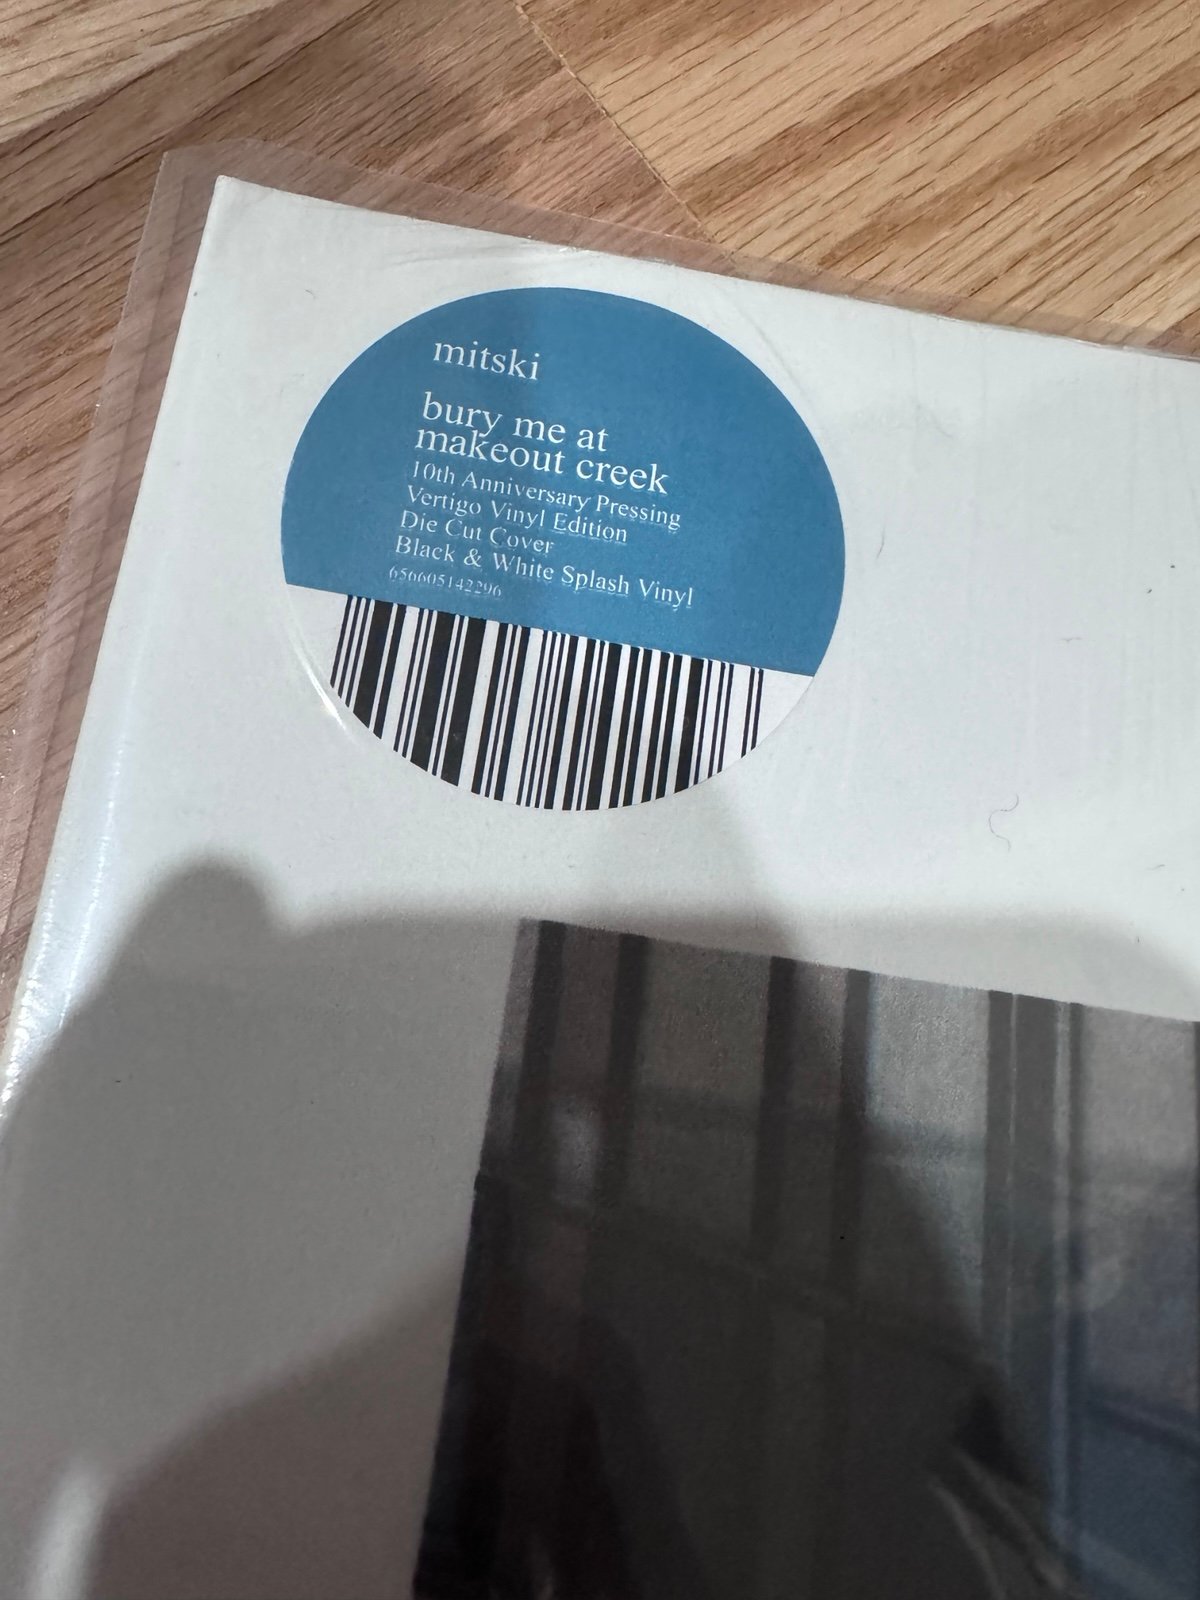 mitski
bury me at
makeout creek
10th Anniversary Pressing
Vertigo Vinyl Edition
Die Cut Cover
Black & White Splash Vinyl
656605142296